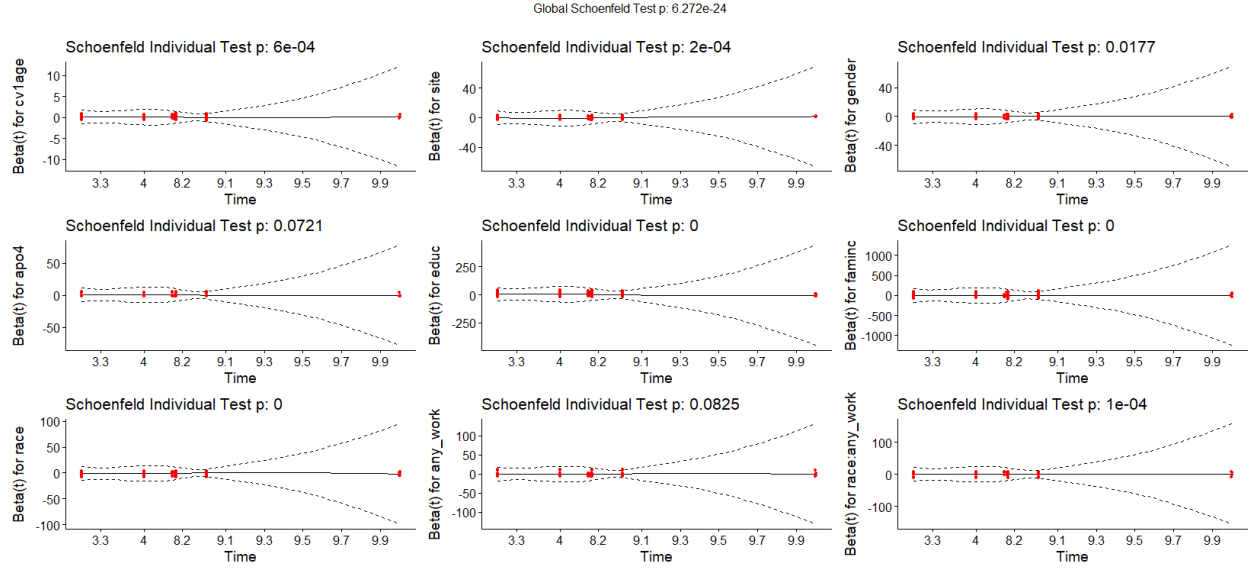 Global Schoenfeld Test p: 6.272e-24
Schoenfeld Individual Test p: 6e-04
Beta(t) for cv1age
10
5
0
-5
-10
3.3 4 8.2 9.1 9.3 9.5 9.7 9.9
Time
Schoenfeld Individual Test p: 2e-04
Beta(t) for site
40
0
-40
3.3 4 8.2 9.1 9.3 9.5 9.7 9.9
Time
Schoenfeld Individual Test p: 0.0177
Beta(t) for gender
40
0
-40
3.3 4 8.2 9.1 9.3 9.5 9.7 9.9
Time
Schoenfeld Individual Test p: 0.0721
Beta(t) for apo4
50
0
-50
3.3 4 8.2 9.1 9.3 9.5 9.7 9.9
Time
Schoenfeld Individual Test p: 0
Beta(t) for educ
250
0
-250
3.3 4 8.2 9.1 9.3 9.5 9.7 9.9
Time
Schoenfeld Individual Test p: 0
Beta(t) for faminc
1000
500
0
-500
-1000
3.3 4 8.2 9.1 9.3 9.5 9.7 9.9
Time
Schoenfeld Individual Test p: 0
Beta(t) for race
100
50
0
-50
-100
3.3 4 8.2 9.1 9.3 9.5 9.7 9.9
Time
Schoenfeld Individual Test p: 0.0825
Beta(t) for any_work
100
50
0
-50
-100
3.3 4 8.2 9.1 9.3 9.5 9.7 9.9
Time
Schoenfeld Individual Test p: 1e-04
Beta(t) for race:any_work
100
0
-100
3.3 4 8.2 9.1 9.3 9.5 9.7 9.9
Time